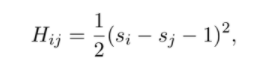 $H_{ij} = \frac{1}{2}(s_i - s_j - 1)^2,$